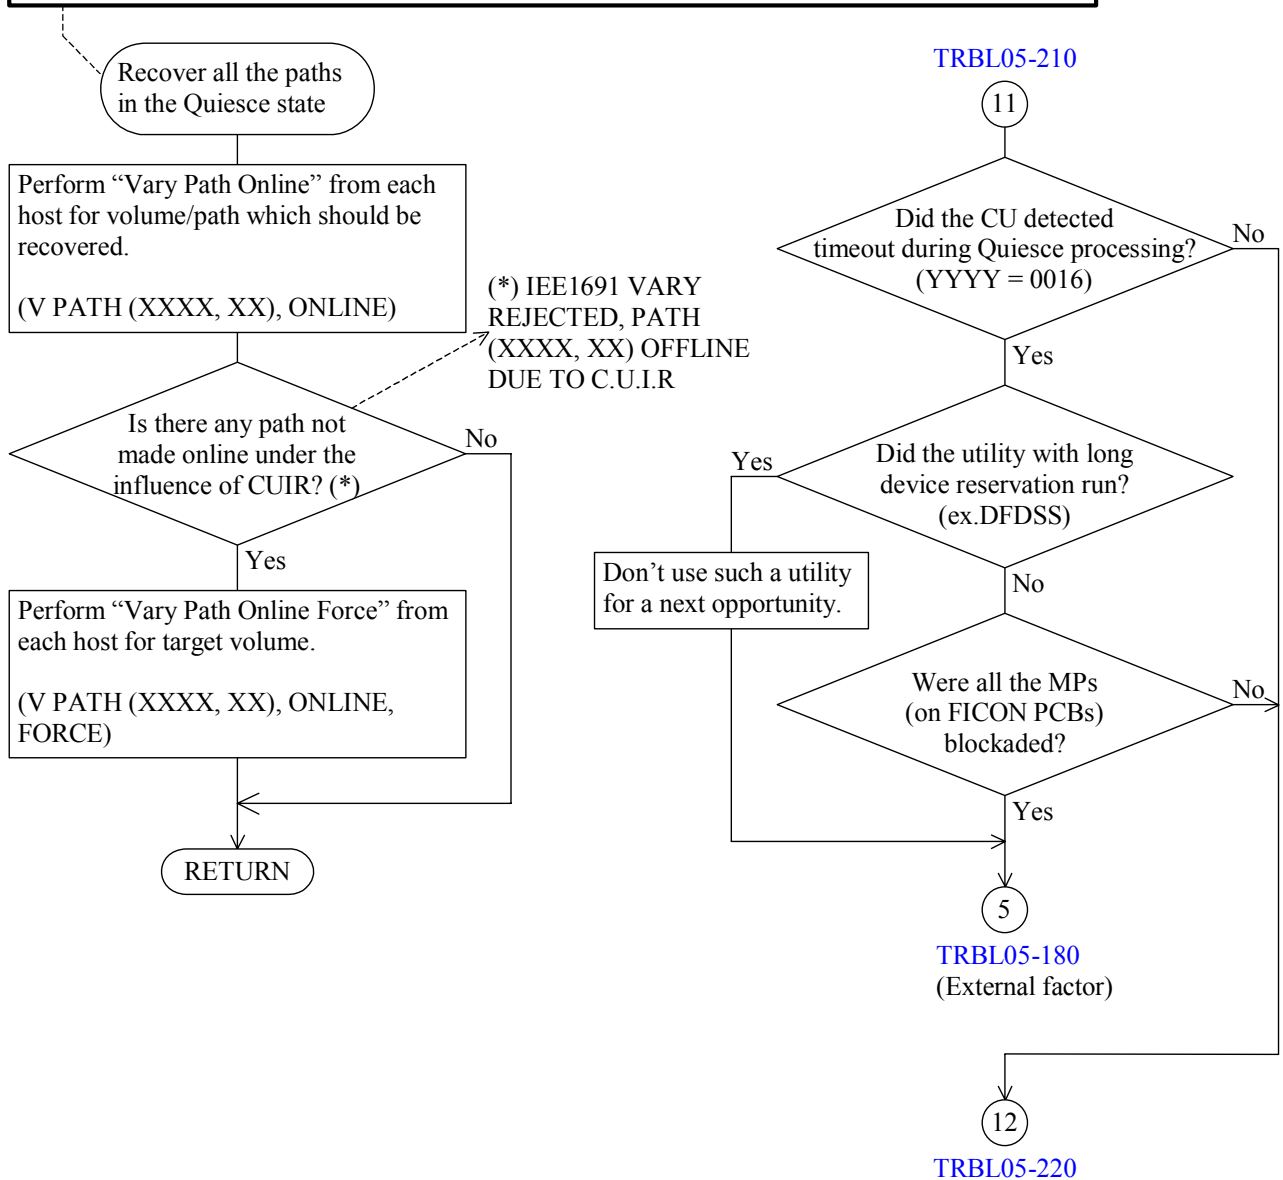 Recover all the paths
in the Quiesce state
Perform “Vary Path Online” from each
host for volume/path which should be
recovered.
(V PATH (XXXX, XX), ONLINE)
(*) IEE1691 VARY
REJECTED, PATH
(XXXX, XX) OFFLINE
DUE TO C.U.I.R
Is there any path not
made online under the
influence of CUIR? (*)
No
Yes
Perform “Vary Path Online Force” from
each host for target volume.
(V PATH (XXXX, XX), ONLINE,
FORCE)
RETURN
TRBL05-210
11
Did the CU detected
timeout during Quiesce processing?
(YYYY = 0016)
No
Yes
Did the utility with long
device reservation run?
(ex.DFDSS)
Yes
No
Don’t use such a utility
for a next opportunity.
Were all the MPs
(on FICON PCBs)
blockaded?
No
Yes
5
TRBL05-180
(External factor)
12
TRBL05-220